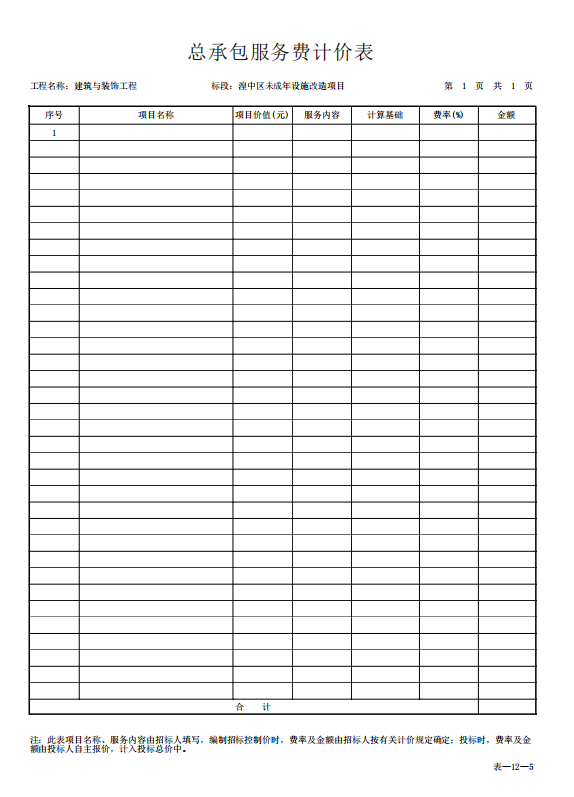 总承包服务费计价表
工程名称：建筑与装饰工程 标段：湟中区未成年设施改造项目 第 1 页 共 1 页
序号 项目名称 项目价值(元) 服务内容 计算基础 费率(%) 金额
1
合 计
注：此表项目名称、服务内容由招标人填写，编制招标控制价时，费率及金额由招标人按有关计价规定确定；投标时，费率及金
额由投标人自主报价，计入投标总价中。
表—12—5